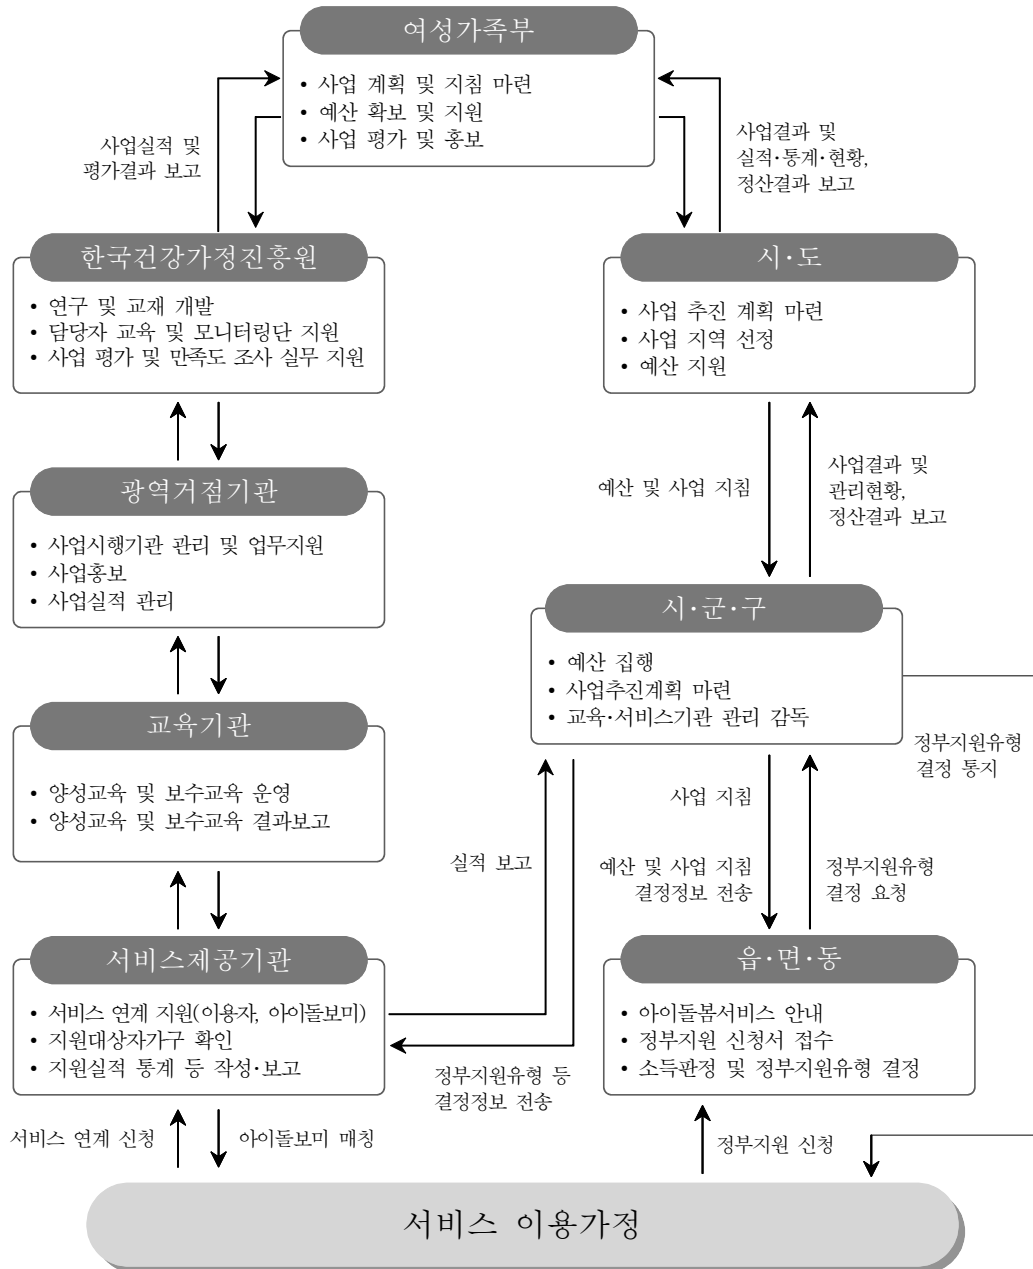 여성가족부
• 사업 계획 및 지침 마련
• 예산 확보 및 지원
• 사업 평가 및 홍보
사업실적 및
평가결과 보고
사업결과 및
실적·통계·현황,
정산결과 보고
한국건강가정진흥원
• 연구 및 교재 개발
• 담당자 교육 및 모니터링단 지원
• 사업 평가 및 만족도 조사 실무 지원
시·도
• 사업 추진 계획 마련
• 사업 지역 선정
• 예산 지원
광역거점기관
• 사업시행기관 관리 및 업무지원
• 사업홍보
• 사업실적 관리
예산 및 사업 지침
사업결과 및
관리현황,
정산결과 보고
시·군·구
• 예산 집행
• 사업추진계획 마련
• 교육·서비스기관 관리 감독
교육기관
• 양성교육 및 보수교육 운영
• 양성교육 및 보수교육 결과보고
정부지원유형
결정 통지
사업 지침
실적 보고
예산 및 사업 지침
결정정보 전송
정부지원유형
결정 요청
서비스제공기관
• 서비스 연계 지원(이용자, 아이돌보미)
• 지원대상자가구 확인
• 지원실적 통계 등 작성·보고
읍·면·동
• 아이돌봄서비스 안내
• 정부지원 신청서 접수
• 소득판정 및 정부지원유형 결정
정부지원유형 등
결정정보 전송
서비스 연계 신청
아이돌보미 매칭
정부지원 신청
서비스 이용가정